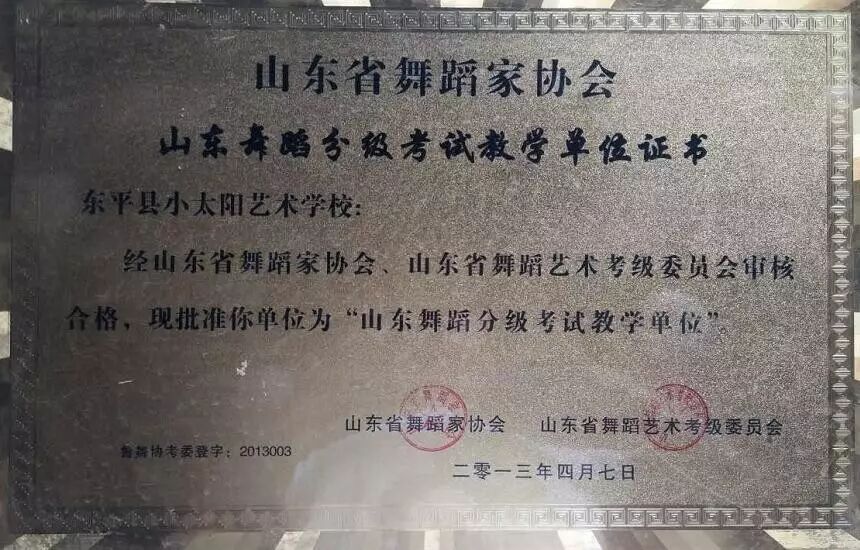 山东省舞蹈家协会
山东舞蹈分级考试教学单位证书
东平县小太阳艺术学校：
经山东省舞蹈家协会、山东省舞蹈艺术考级委员会审核
合格，现批准你单位为“山东舞蹈分级考试教学单位”。
山东省舞蹈家协会 山东省舞蹈艺术考级委员会
鲁舞协考委登字：2013003
二零一三年四月七日